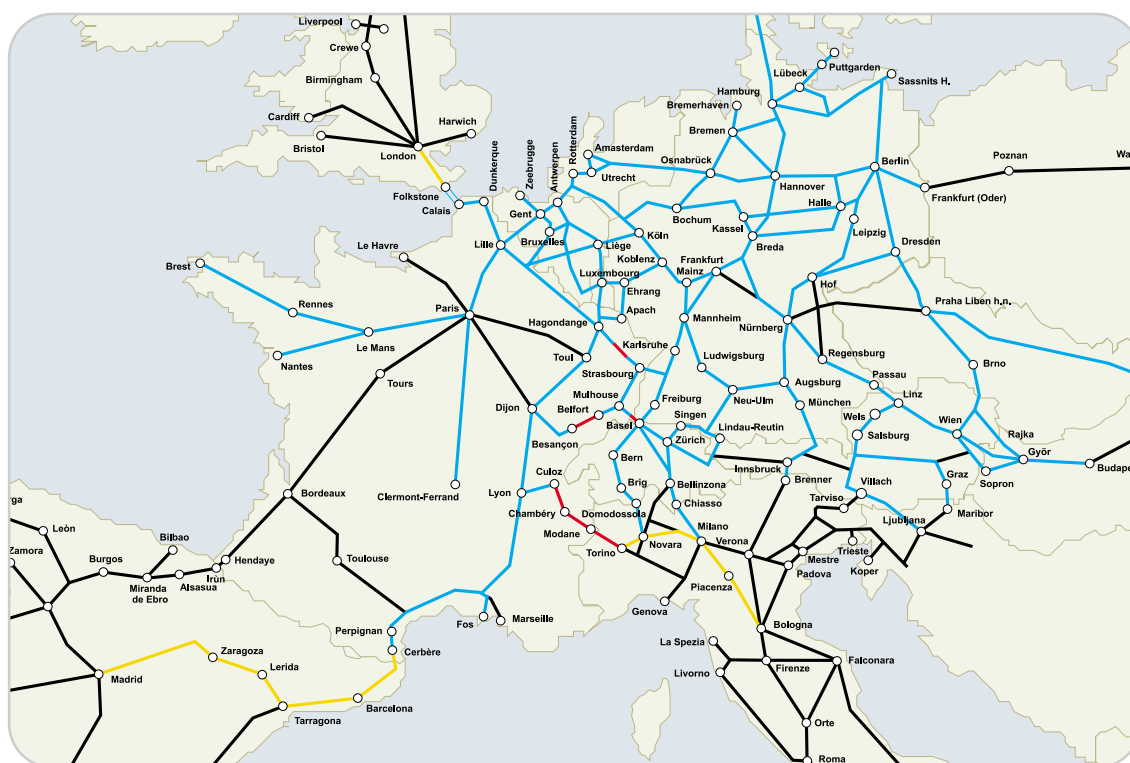 Liverpool
Crewe
Birmingham
Cardiff
Bristol
Harwich
London
Folkstone
Calais
Dunkerque
Zeebrugge
Antwerpen
Rotterdam
Amasterdam
Utrecht
Hamburg
Bremerhaven
Bremen
Lübeck
Puttgarden
Sassnits H.
Osnabrück
Hannover
Berlin
Poznan
Wa
Frankfurt (Oder)
Gent
Bruxelles
Lille
Liège
Köln
Bochum
Kassel
Halle
Leipzig
Breda
Dresden
Le Havre
Brest
Rennes
Nantes
Le Mans
Paris
Tours
Koblenz
Luxembourg
Ehrang
Apach
Frankfurt
Mainz
Mannheim
Hof
Praha Liben h.n.
Nürnberg
Hagondange
Toul
Karlsruhe
Strasbourg
Ludwigsburg
Regensburg
Passau
Brno
Linz
Mulhouse
Belfort
Freiburg
Neu-Ulm
Augsburg
München
Wels
Wien
Rajka
Györ
Dijon
Besançon
Basel
Singen
Lindau-Reutin
Zürich
Salsburg
Sopron
Budape
Bern
Brig
Bellinzona
Innsbruck
Brenner
Graz
Villach
Tarviso
Maribor
Clermont-Ferrand
Lyon
Culoz
Chambéry
Modane
Torino
Domodossola
Chiasso
Milano
Novara
Verona
Mestre
Padova
Trieste
Koper
Ljubljana
Bordeaux
Toulouse
Hendaye
Irùn
Bilbao
Alsasua
Miranda
de Ebro
Burgos
Leòn
rga
Zamora
Piacenza
Genova
Bologna
Fos
Marseille
Perpignan
Cerbère
Zaragoza
Lerida
Madrid
Tarragona
Barcelona
La Spezia
Livorno
Firenze
Falconara
Orte
Roma